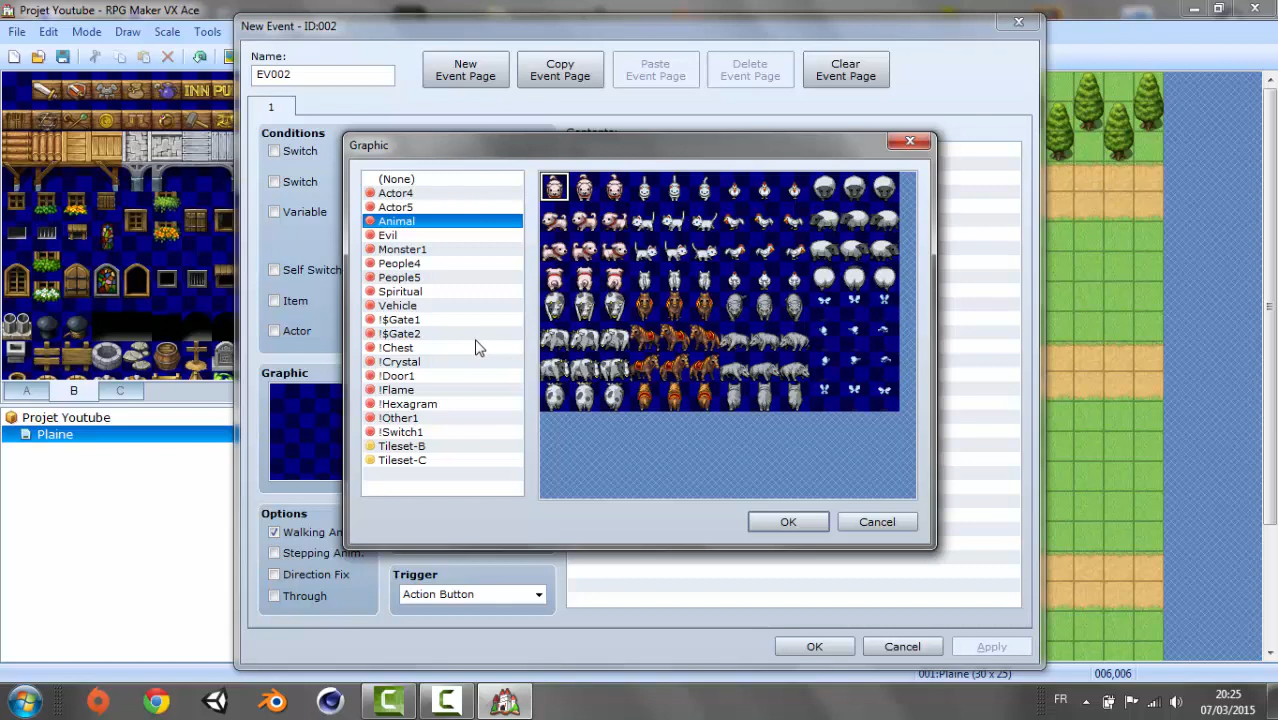 Projet Youtube - RPG Maker VX Ace
File Edit Mode Draw Scale Tools
INN
A B C
Projet Youtube
Plaine
New Event - ID:002
Name:
EV002
New Event Page
Copy Event Page
Paste Event Page
Delete Event Page
Clear Event Page
1
Conditions
Switch
Switch
Variable
Self Switch
Item
Actor
Graphic
Options
Walking An
Stepping Anim.
Direction Fix
Through
Trigger
Action Button
Graphic
(None)
Actor4
Actor5
Animal
Evil
Monster1
People4
People5
Spiritual
Vehicle
!$Gate1
!$Gate2
!Chest
!Crystal
!Door1
!Flame
!Hexagram
!Other1
!Switch1
Tileset-B
Tileset-C
OK Cancel
OK Cancel Apply
001:Plaine (30 x 25) 006,006
FR
20:25
07/03/2015